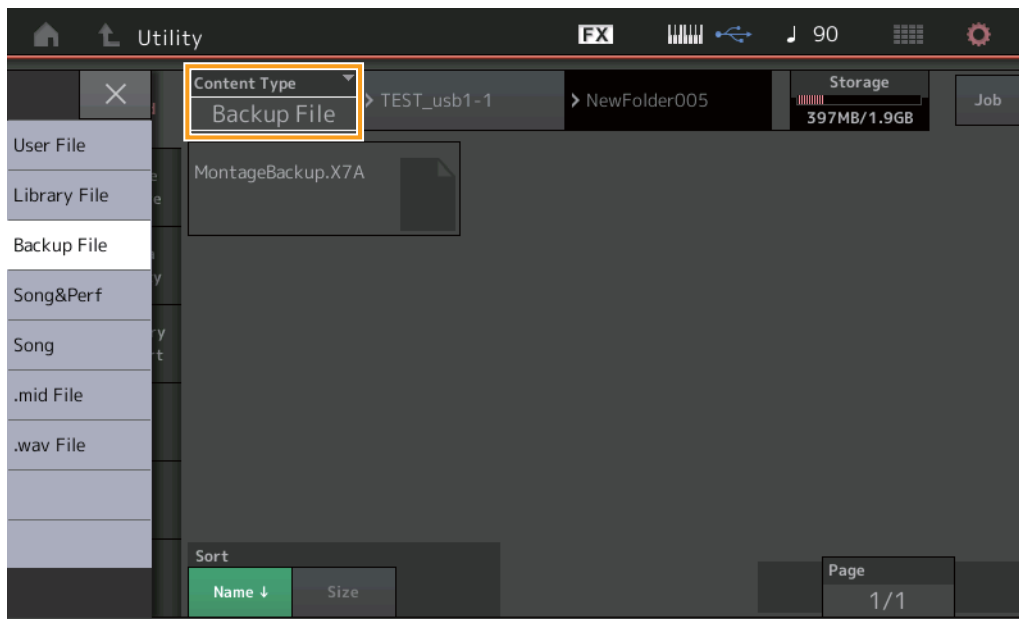 Utility
FX
90
Content Type
Backup File
TEST_usb1-1
NewFolder005
Storage
397MB/1.9GB
Job
User File
Library File
Backup File
Song&Perf
Song
.mid File
.wav File
MontageBackup.X7A
Sort
Name ↓
Size
Page
1/1